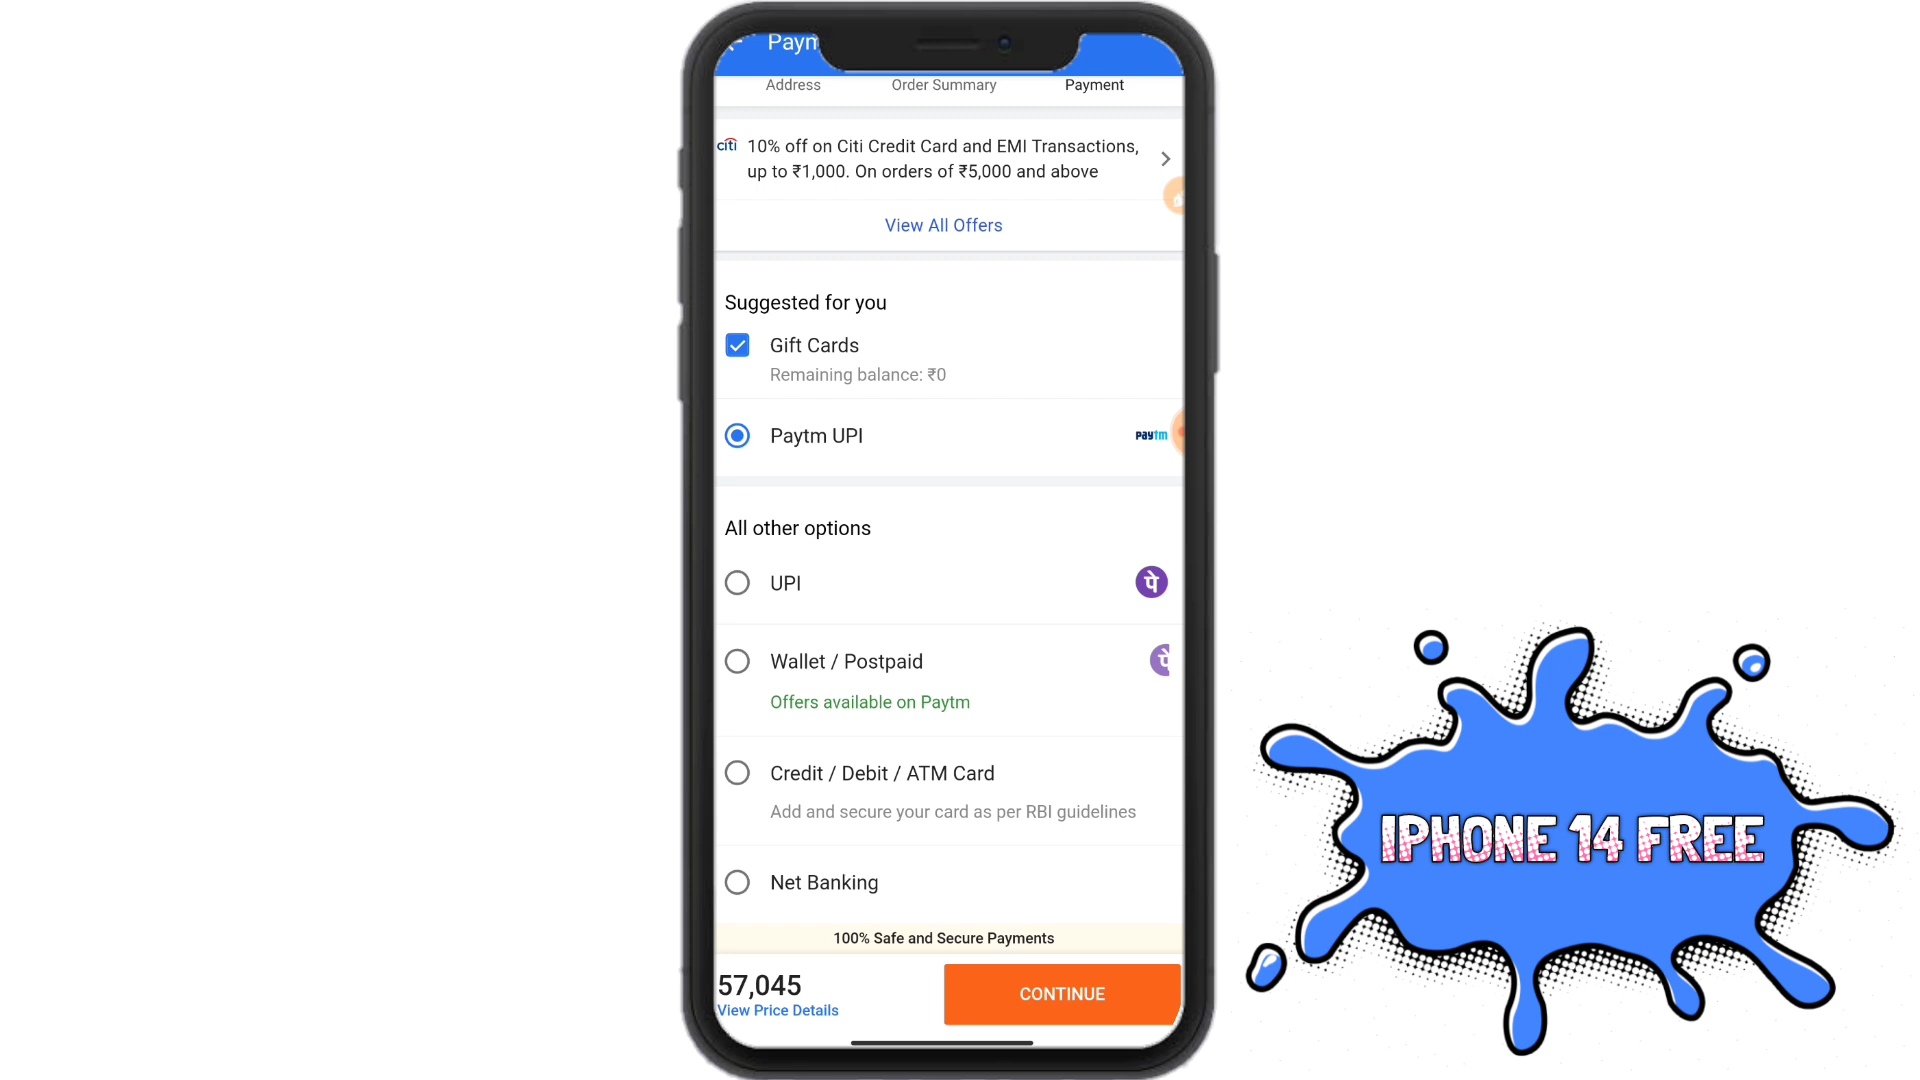 Paym
Address Order Summary Payment
citi
10% off on Citi Credit Card and EMI Transactions,
up to ₹1,000. On orders of ₹5,000 and above
View All Offers
Suggested for you
Gift Cards
Remaining balance: ₹0
Paytm UPI
paytm
All other options
UPI
पे
Wallet / Postpaid
पे
Offers available on Paytm
Credit / Debit / ATM Card
Add and secure your card as per RBI guidelines
Net Banking
100% Safe and Secure Payments
57,045
View Price Details
CONTINUE
IPHONE 14 FREE